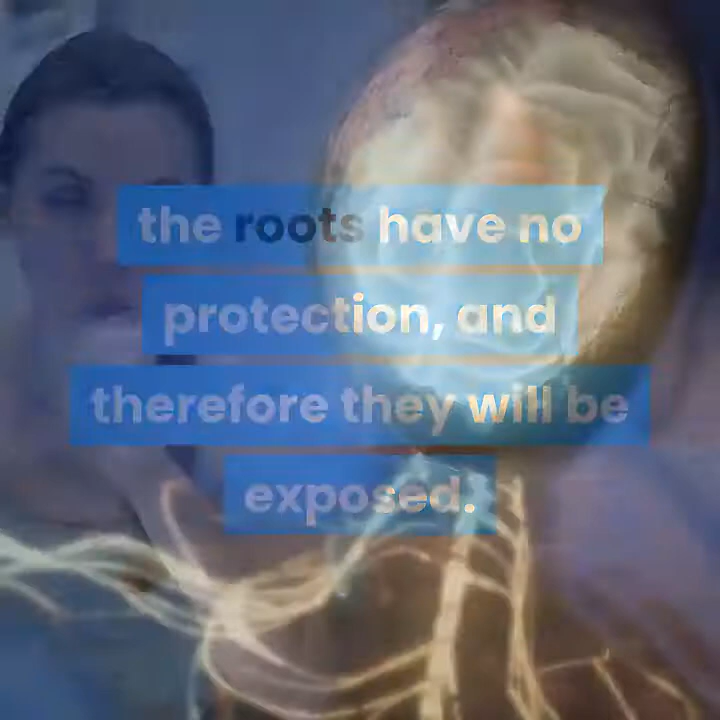 the roots have no
protection, and
therefore they will be
exposed.